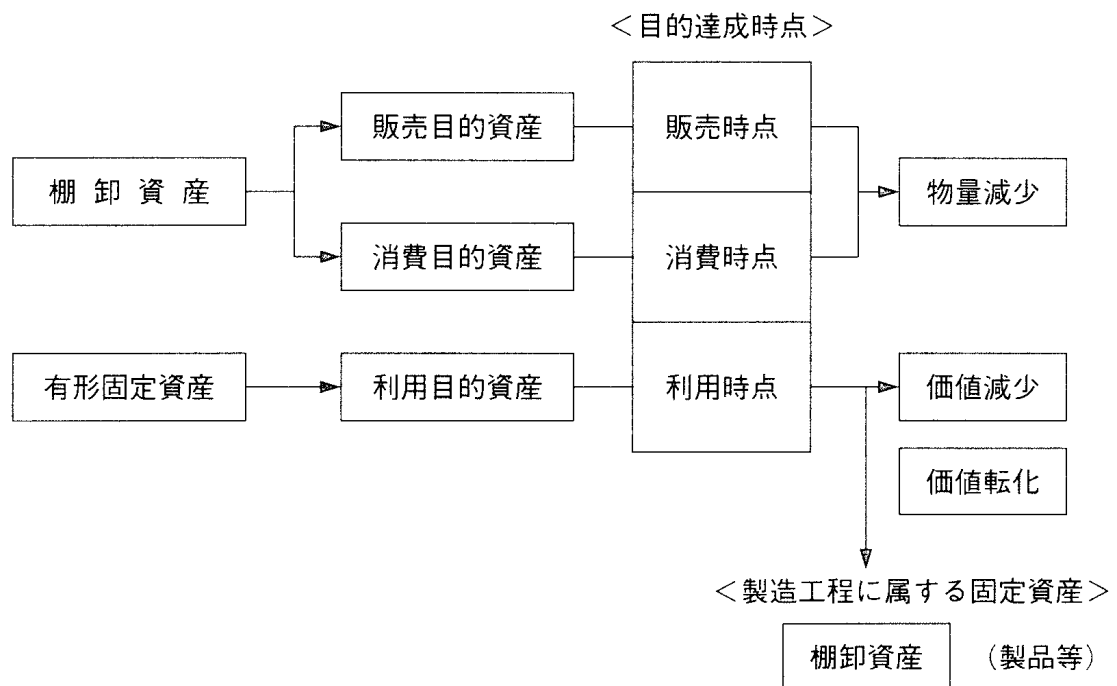 ＜目的達成時点＞
販売目的資産
販売時点
棚卸資産
物量減少
消費目的資産
消費時点
有形固定資産
利用目的資産
利用時点
価値減少
価値転化
＜製造工程に属する固定資産＞
棚卸資産 （製品等）